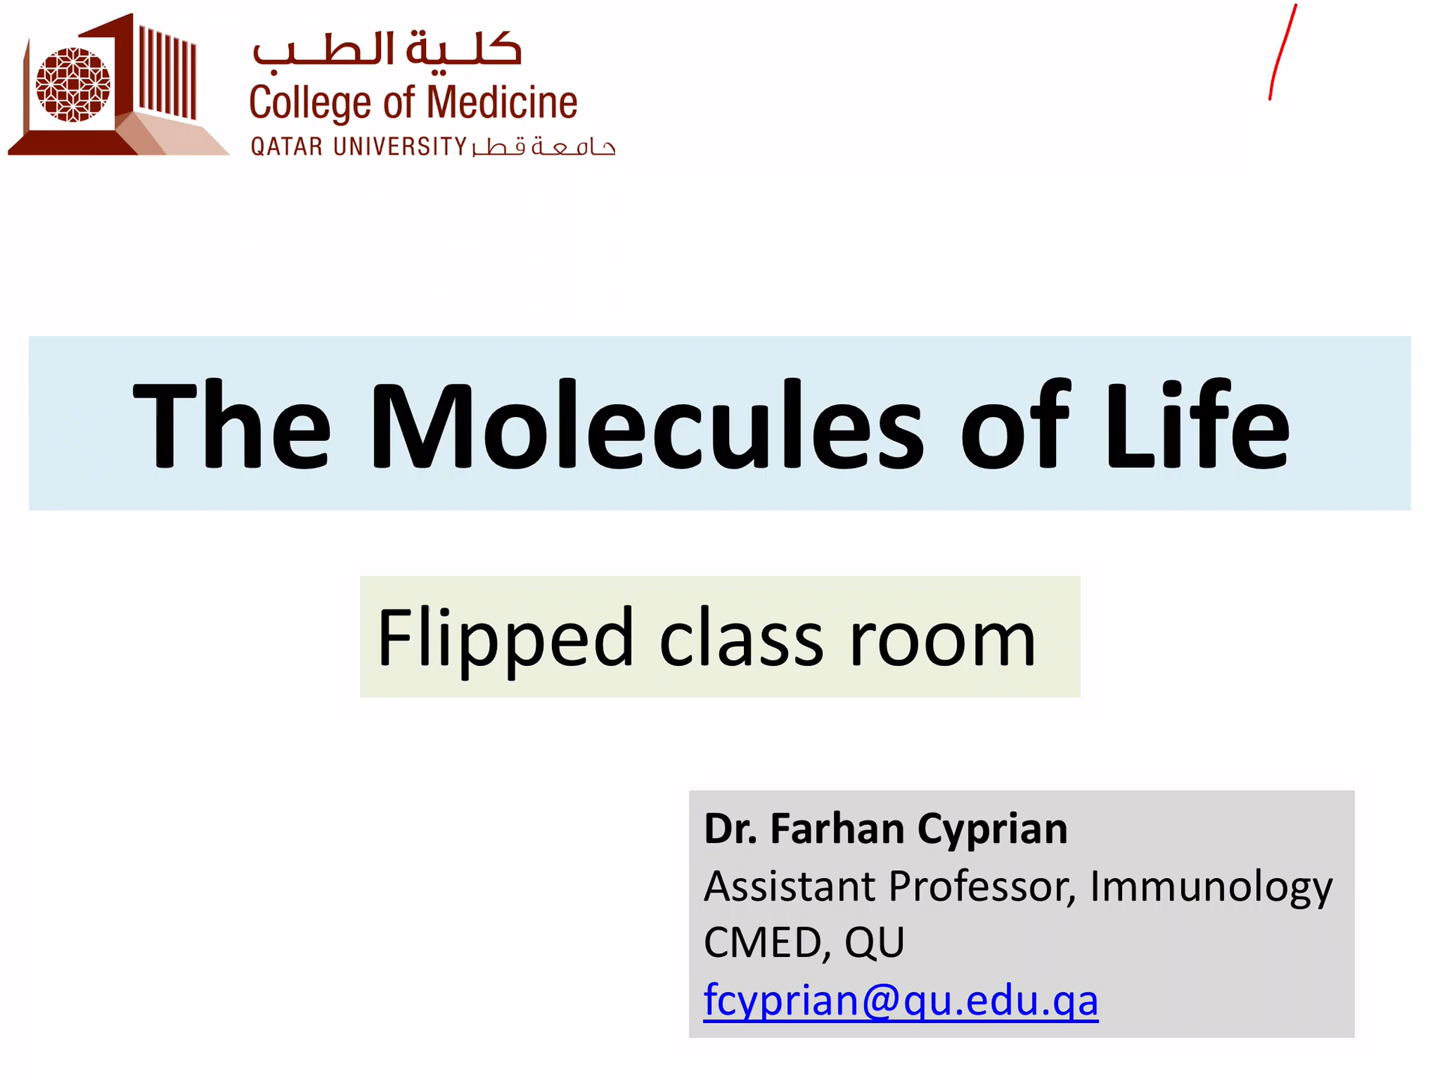 كلية الطب
College of Medicine
QATAR UNIVERSITY جامعة قطر
The Molecules of Life
Flipped class room
Dr. Farhan Cyprian
Assistant Professor, Immunology
CMED, QU
fcyprian@qu.edu.qa